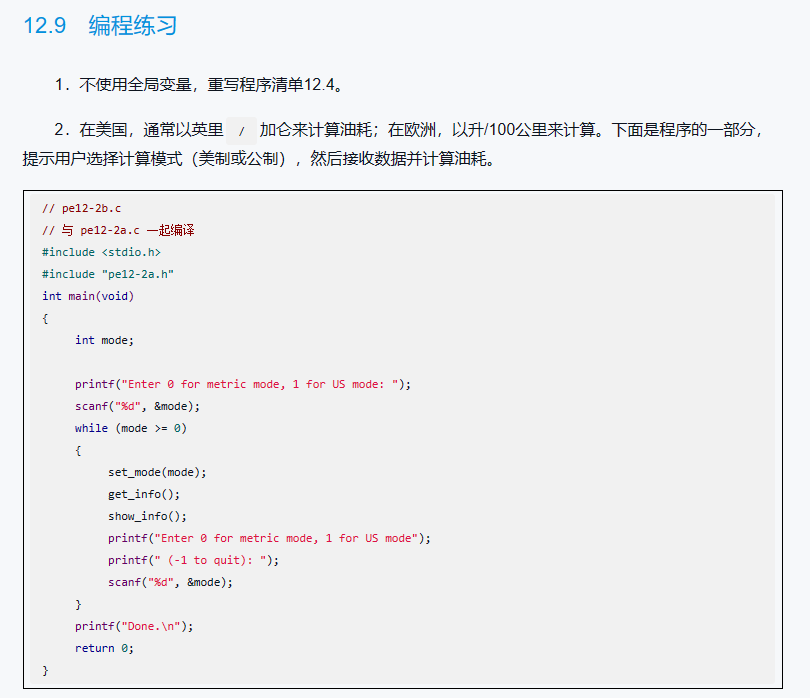 12.9 编程练习
1．不使用全局变量，重写程序清单12.4。
2．在美国，通常以英里 / 加仑来计算油耗；在欧洲，以升/100公里来计算。下面是程序的一部分，
提示用户选择计算模式（美制或公制），然后接收数据并计算油耗。
// pe12-2b.c
// 与 pe12-2a.c 一起编译
#include <stdio.h>
#include "pe12-2a.h"
int main(void)
{
     int mode;
     printf("Enter 0 for metric mode, 1 for US mode: ");
     scanf("%d", &mode);
     while (mode >= 0)
     {
          set_mode(mode);
          get_info();
          show_info();
          printf("Enter 0 for metric mode, 1 for US mode");
          printf(" (-1 to quit): ");
          scanf("%d", &mode);
     }
     printf("Done.\n");
     return 0;
}